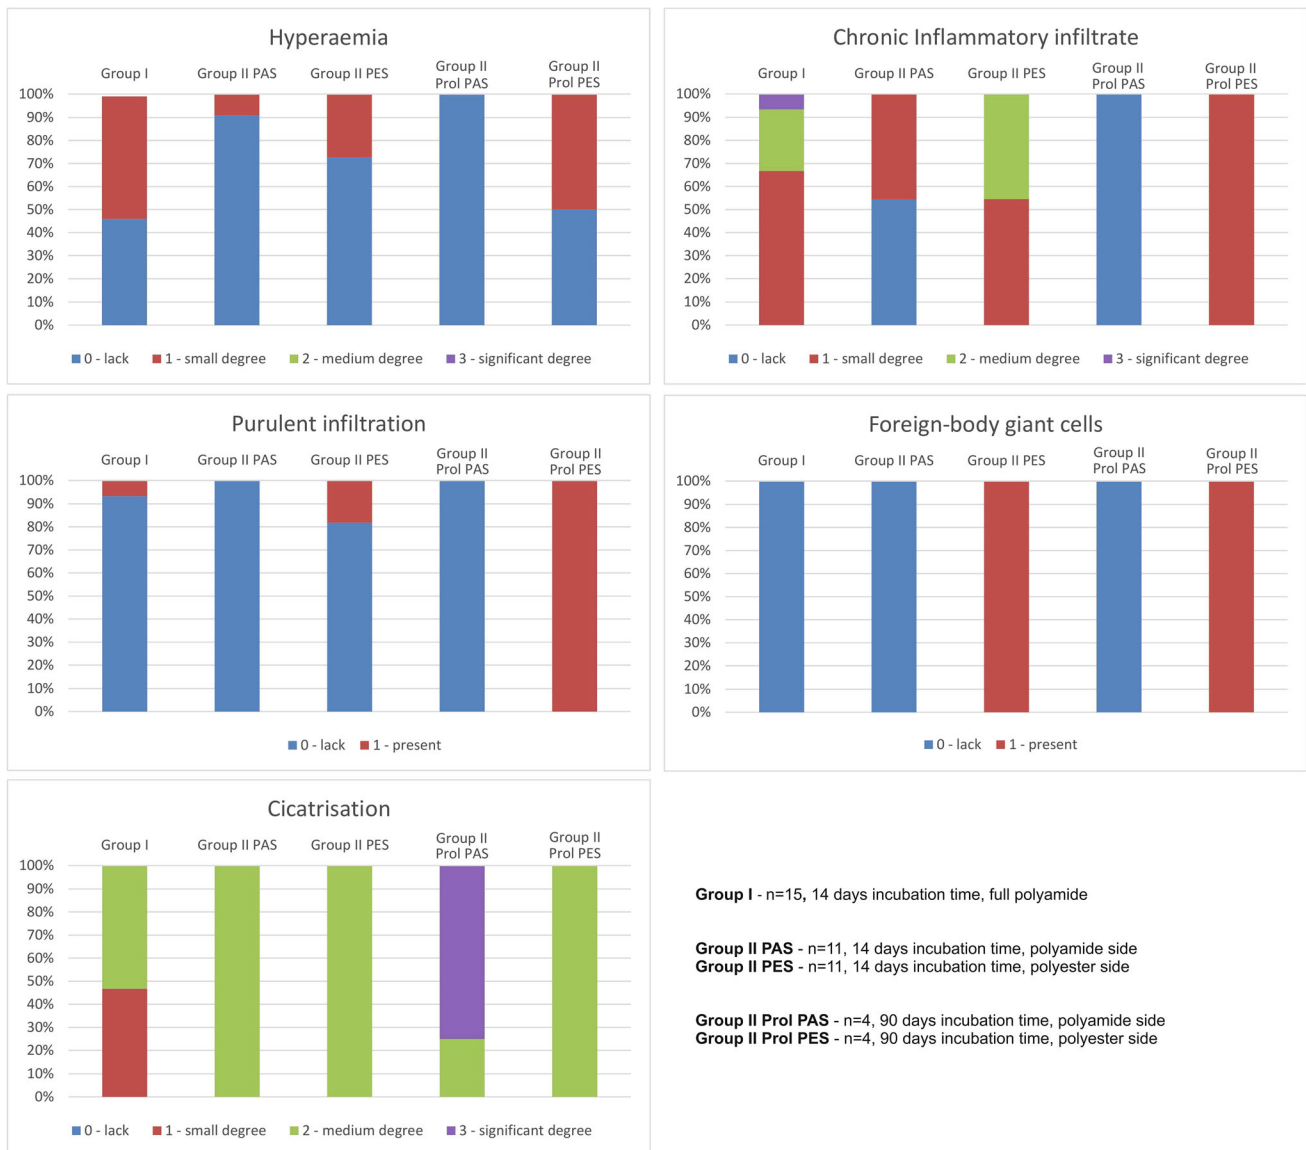 Hyperaemia
Group I
Group II PAS
Group II PES
Group II
Prol PAS
Group II
Prol PES
100%
90%
80%
70%
60%
50%
40%
30%
20%
10%
0%
0 - lack 1 - small degree 2 - medium degree 3 - significant degree
Chronic Inflammatory infiltrate
Group I
Group II PAS
Group II PES
Group II
Prol PAS
Group II
Prol PES
100%
90%
80%
70%
60%
50%
40%
30%
20%
10%
0%
0 - lack 1 - small degree 2 - medium degree 3 - significant degree
Purulent infiltration
Group I
Group II PAS
Group II PES
Group II
Prol PAS
Group II
Prol PES
100%
90%
80%
70%
60%
50%
40%
30%
20%
10%
0%
0 - lack 1 - present
Foreign-body giant cells
Group I
Group II PAS
Group II PES
Group II
Prol PAS
Group II
Prol PES
100%
90%
80%
70%
60%
50%
40%
30%
20%
10%
0%
0 - lack 1 - present
Cicatrisation
Group I
Group II PAS
Group II PES
Group II
Prol PAS
Group II
Prol PES
100%
90%
80%
70%
60%
50%
40%
30%
20%
10%
0%
0 - lack 1 - small degree 2 - medium degree 3 - significant degree
Group I - n=15, 14 days incubation time, full polyamide
Group II PAS - n=11, 14 days incubation time, polyamide side
Group II PES - n=11, 14 days incubation time, polyester side
Group II Prol PAS - n=4, 90 days incubation time, polyamide side
Group II Prol PES - n=4, 90 days incubation time, polyester side